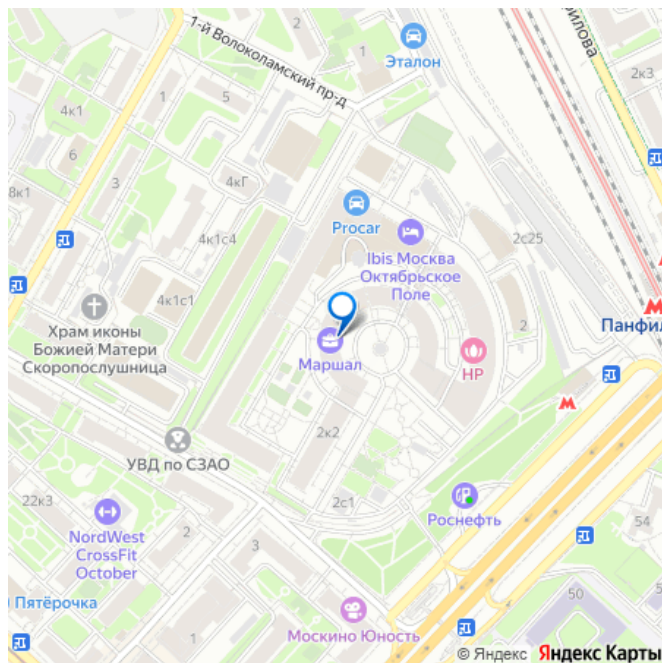 2
1-й Волоколамский пр-д
1
Эталон
рилова
2к3
4к1
1
5
6
3
4кГ
8к1
Procar
4к1с4
Ibis Москва
Октябрьское
Поле
2с25
4к1с1
Храм иконы
Божией Матери
Скоропослушница
2
М
Панфил
Маршал
НР
М
2к2
УВД по СЗАО
22к3
2с1
Роснефть
NordWest
CrossFit
October
2
3
54
50
Пятёрочка
Москино Юность
© Яндекс Яндекс Карты